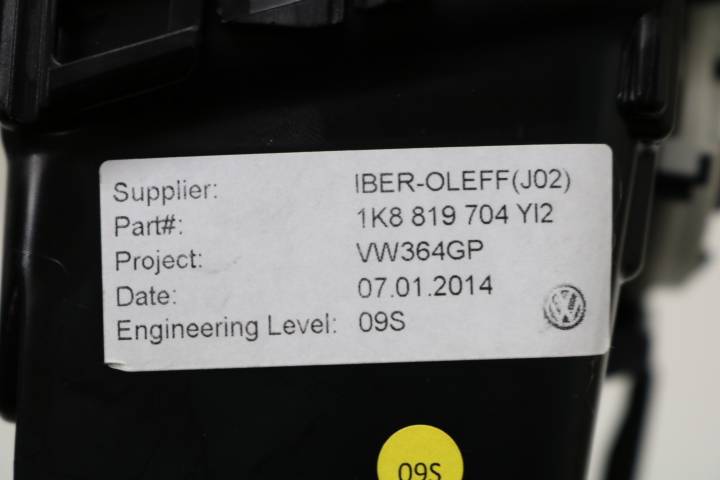 Supplier: IBER-OLEFF(J02)
Part#: 1K8 819 704 YI2
Project: VW364GP
Date: 07.01.2014
Engineering Level: 09S
09S